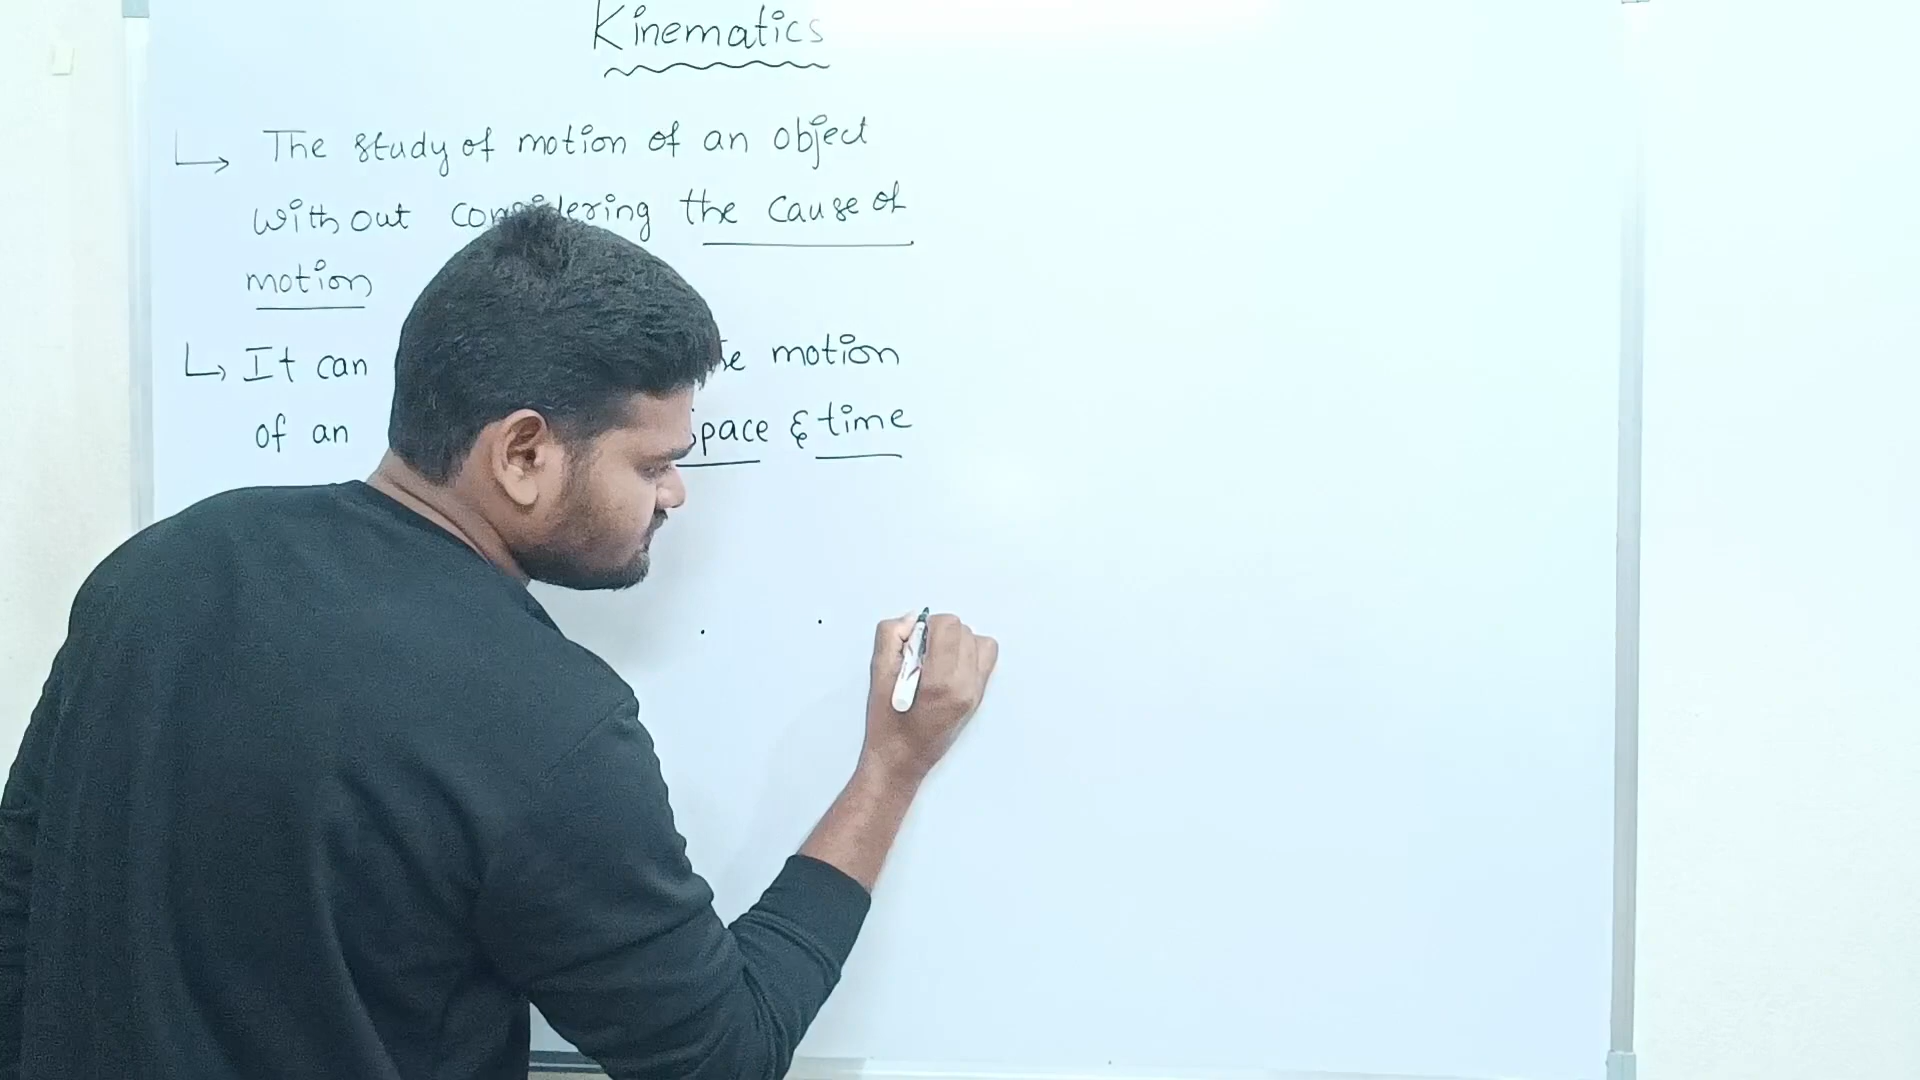 Kinematics
The study of motion of an object
without considering the cause of
motion
It can motion
of an space & time